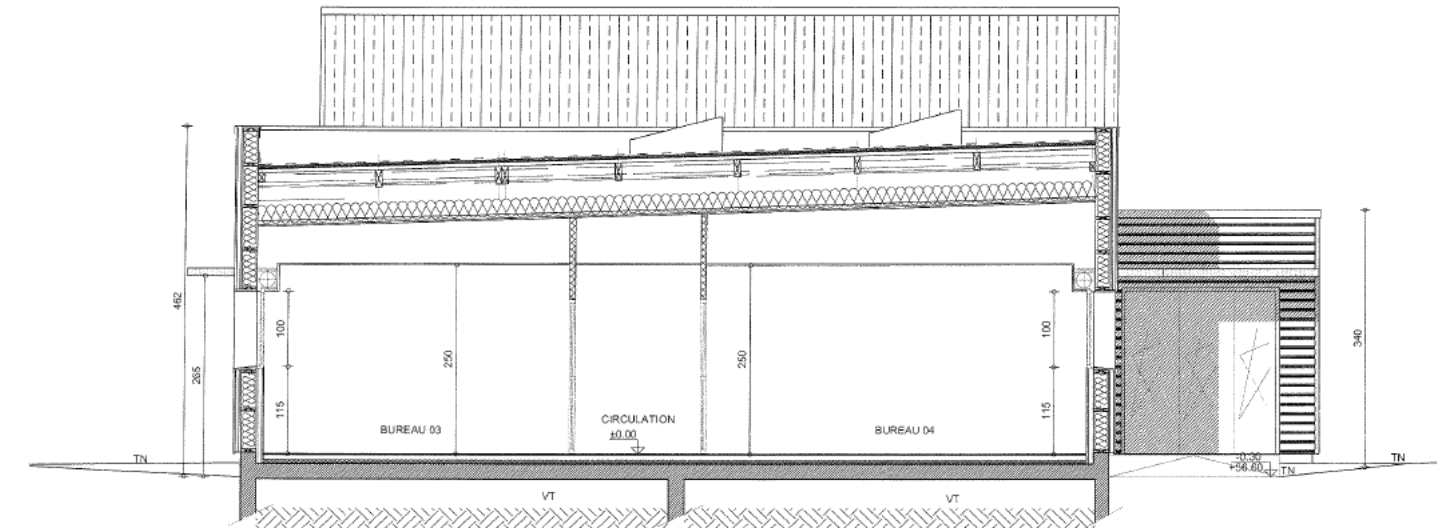 462
265
100
115
250
250
100
115
340
BUREAU 03
CIRCULATION
±0.00
BUREAU 04
TN
-0.30
+56.60
TN
TN
VT
VT